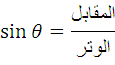 sin θ = المقابل / الوتر